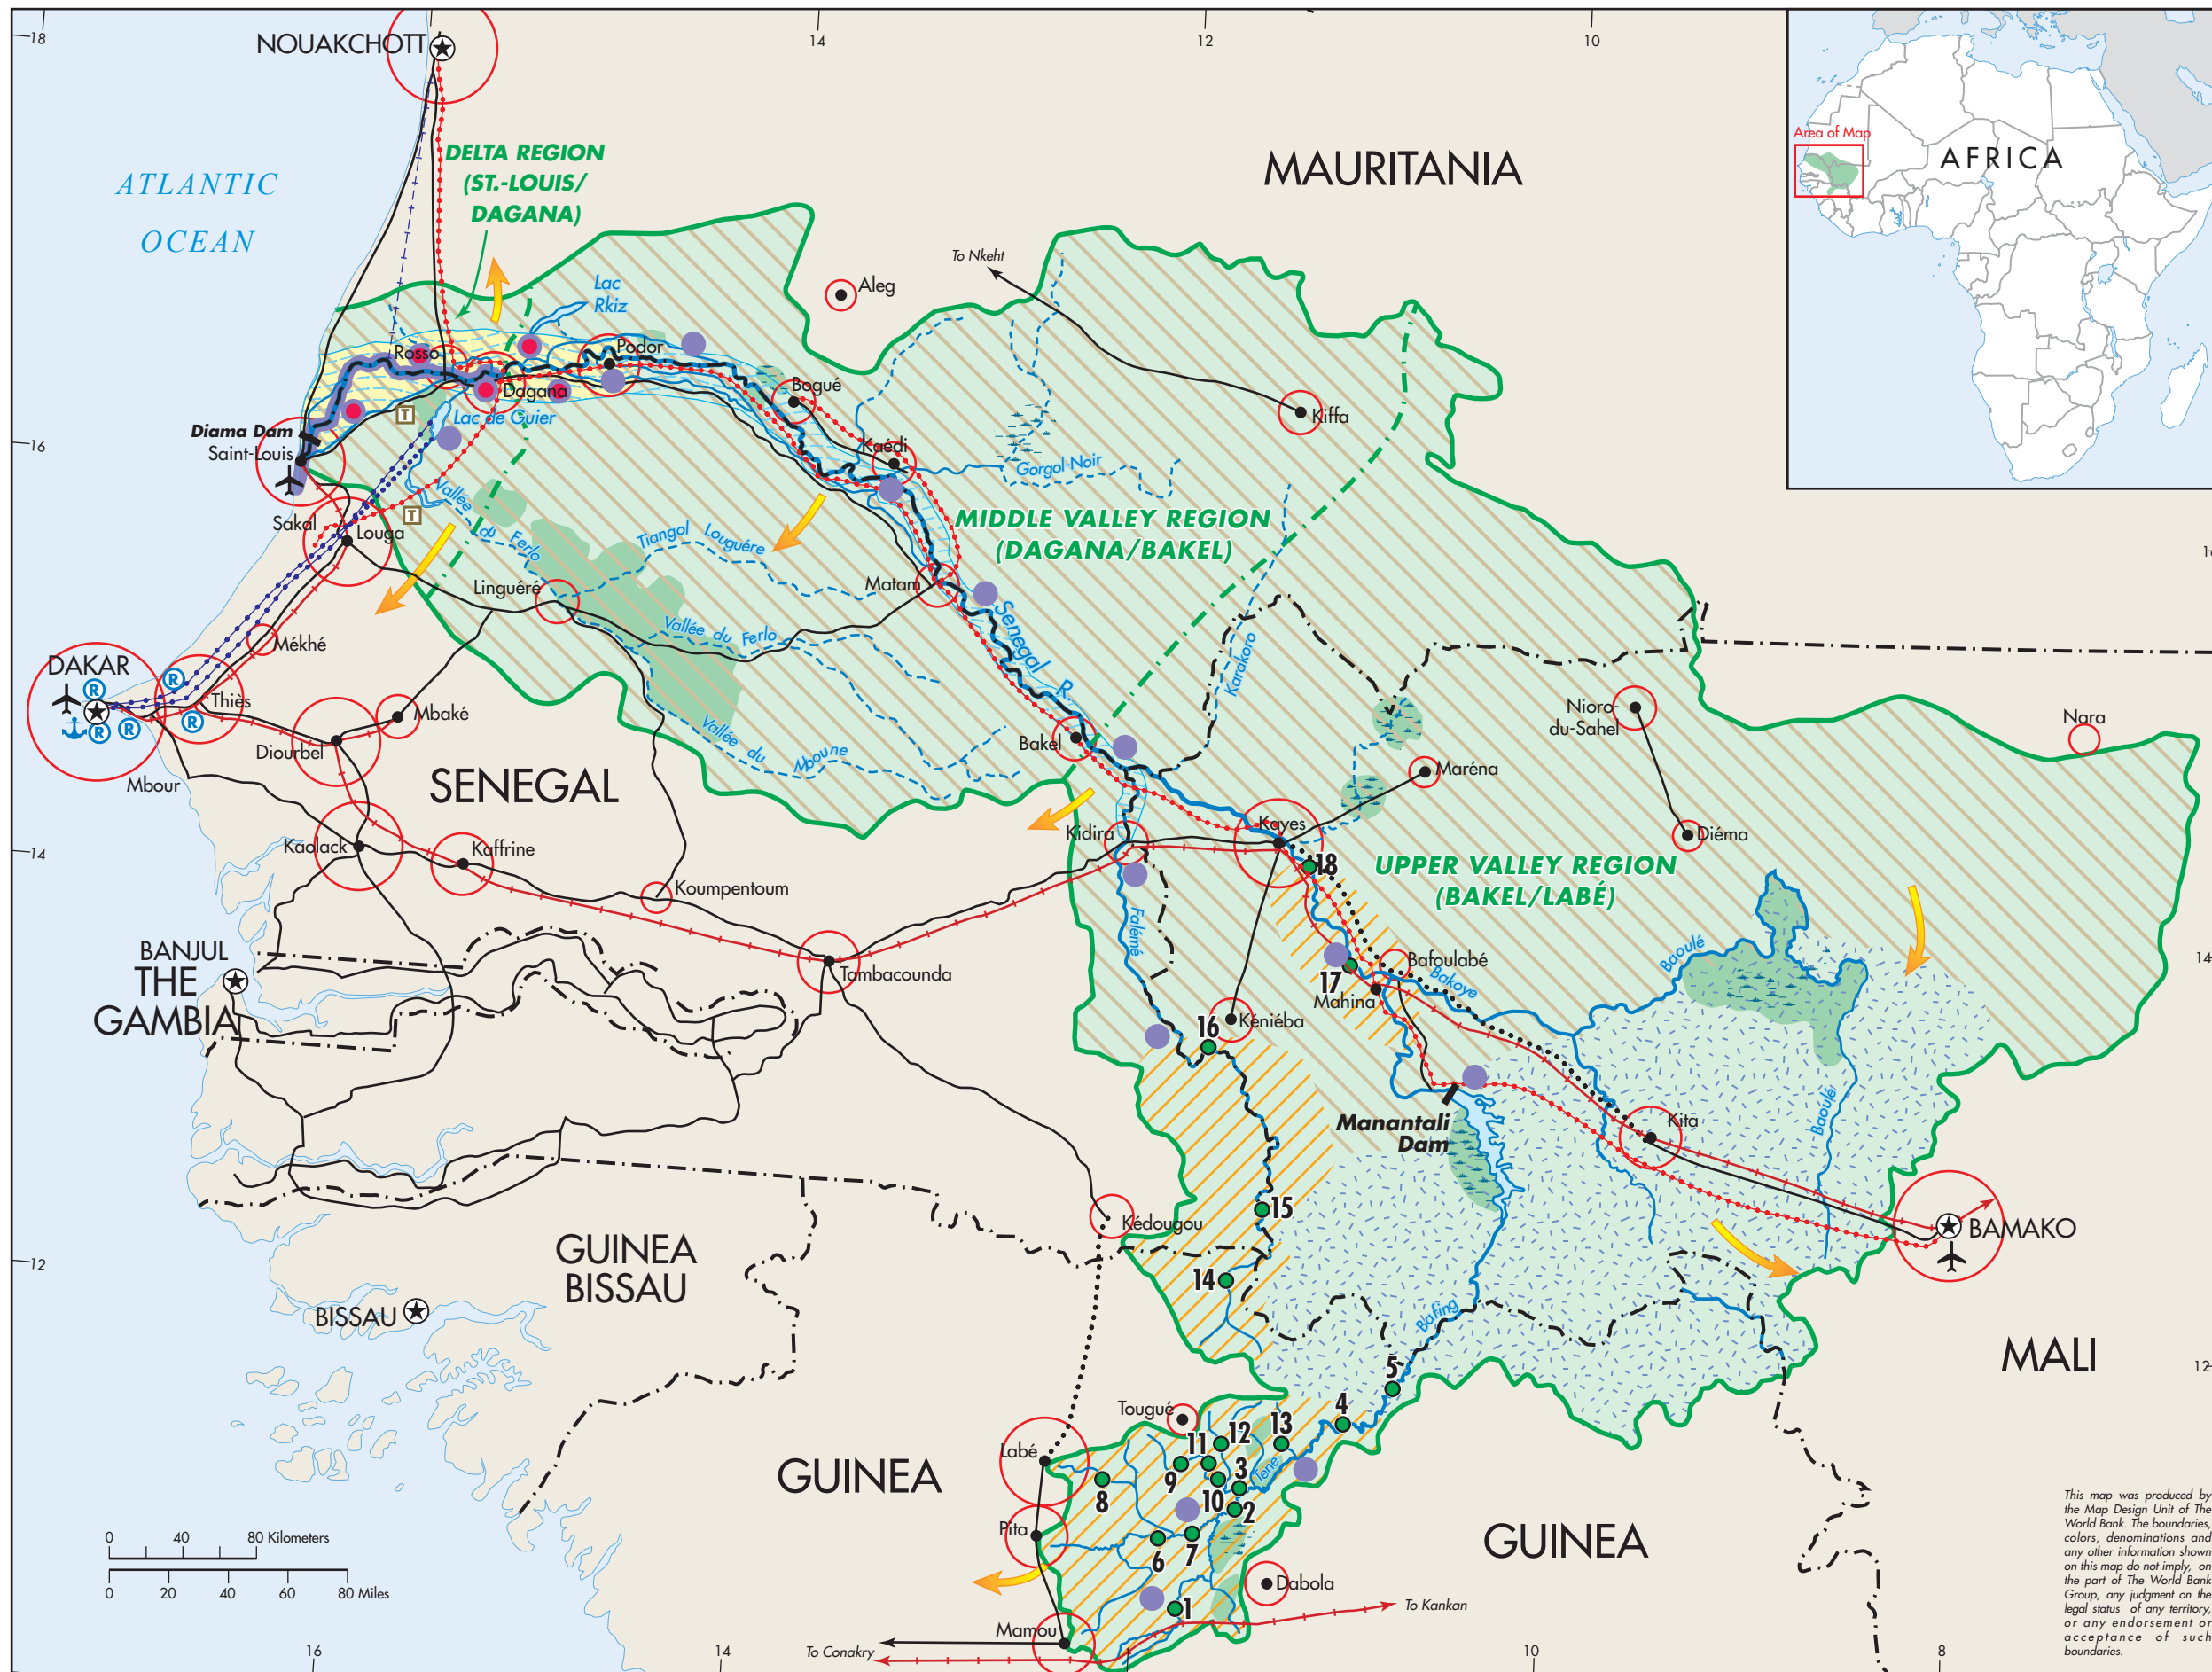 18
14
12
10
NOUAKCHOTT
ATLANTIC
OCEAN
DELTA REGION
(ST.-LOUIS/
DAGANA)
MAURITANIA
Area of Map
AFRICA
To Nkeht
Lac
Rkiz
Aleg
Rosso
Podor
Dagana
Bogué
Kiffa
Lac de Guier
Diama Dam
Saint-Louis
16
Kaédi
Gorgol-Noir
T
T
Vallée du Ferlo
Sakal
Louga
Tiangol Louguére
MIDDLE VALLEY REGION
(DAGANA/BAKEL)
Linguéré
Matam
Senegal R.
Vallée du Ferlo
Karakoro
Mékhé
DAKAR
R
R
R
R
R
Thiès
Mbaké
Diourbel
Vallée du Mboune
Bakel
Nioro-
du-Sahel
Nara
Mbour
SENEGAL
Maréna
14
Kaolack
Kaffrine
Kidira
Kayes
Diéma
18
UPPER VALLEY REGION
(BAKEL/LABÉ)
Koumpentoum
Falémé
BANJUL
THE
GAMBIA
Tambacounda
Bafoulabé
Bakoye
Baoulé
17
Mahina
14
16
Kéniéba
Manantali
Dam
Kita
Baoulé
Kédougou
15
BAMAKO
12
GUINEA
BISSAU
BISSAU
14
Bafing
MALI
5
12
Tougué
4
Labé
11
12
13
GUINEA
8
9
10
3
Tene
2
Pita
6
7
GUINEA
Dabola
1
Mamou
To Kankan
To Conakry
0 40 80 Kilometers
0 20 40 60 80 Miles
This map was produced by
the Map Design Unit of The
World Bank. The boundaries,
colors, denominations and
any other information shown
on this map do not imply, on
the part of The World Bank
Group, any judgment on the
legal status of any territory,
or any endorsement or
acceptance of such
boundaries.
16
14
10
8